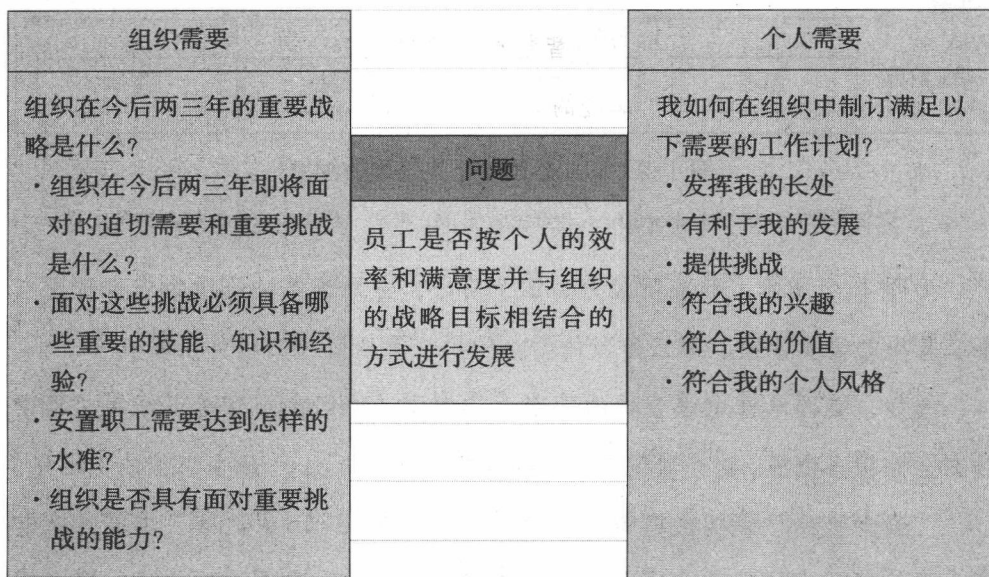 组织需要
组织在今后两三年的重要战
略是什么？
·组织在今后两三年即将面
对的迫切需要和重要挑战
是什么？
·面对这些挑战必须具备哪
些重要的技能、知识和经
验？
·安置职工需要达到怎样的
水准？
·组织是否具有面对重要挑
战的能力？
问题
员工是否按个人的效
率和满意度并与组织
的战略目标相结合的
方式进行发展
个人需要
我如何在组织中制订满足以
下需要的工作计划？
·发挥我的长处
·有利于我的发展
·提供挑战
·符合我的兴趣
·符合我的价值
·符合我的个人风格